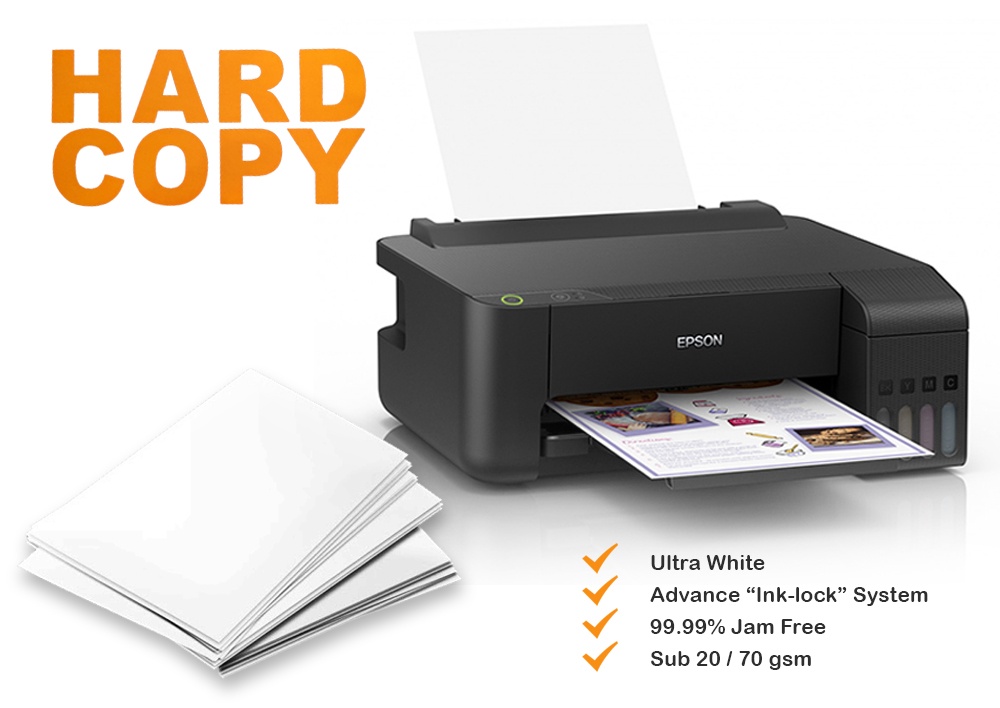 HARD
COPY
EPSON
Y M C
Ultra White
Advance “Ink-lock” System
99.99% Jam Free
Sub 20 / 70 gsm